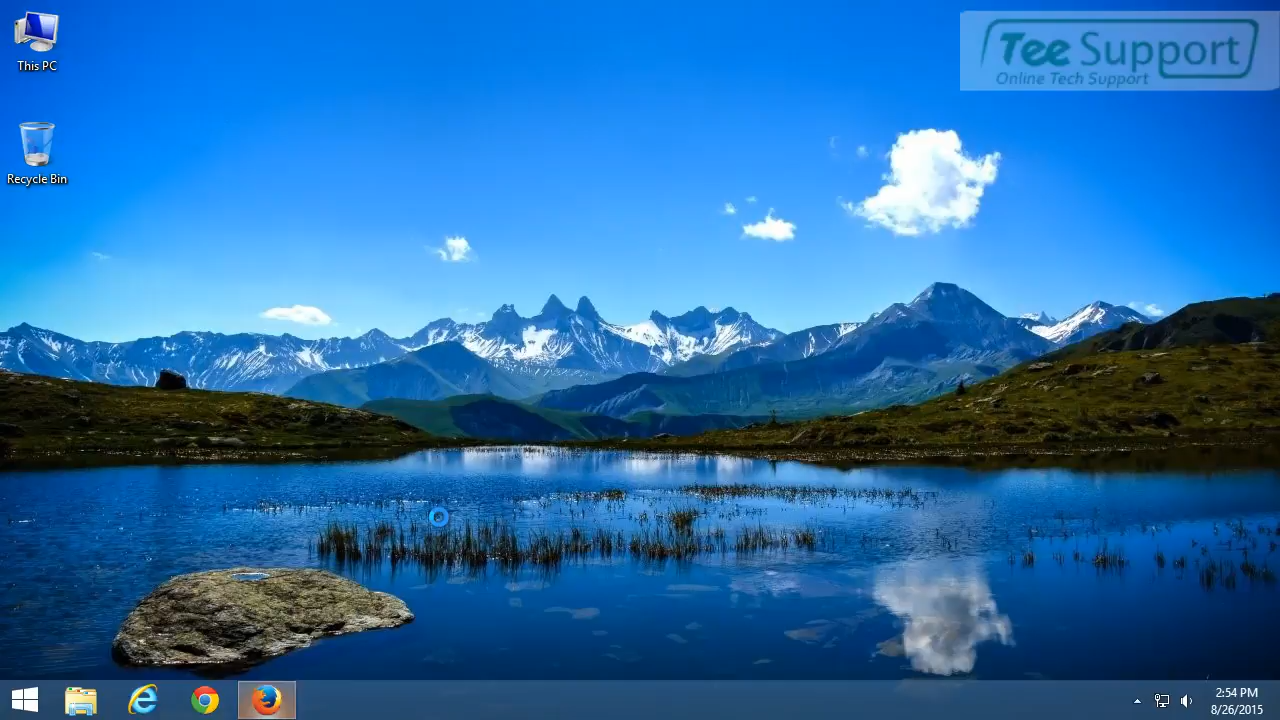 This PC
Recycle Bin
Tee Support
Online Tech Support
2:54 PM
8/26/2015